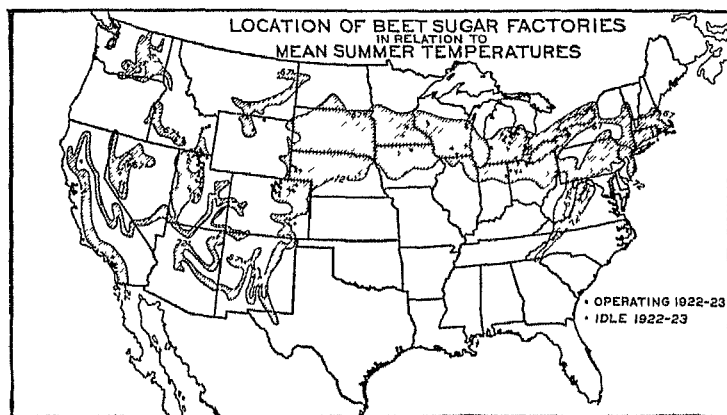 LOCATION OF BEET SUGAR FACTORIES
IN RELATION TO
MEAN SUMMER TEMPERATURES
• OPERATING 1922-23
• IDLE 1922-23